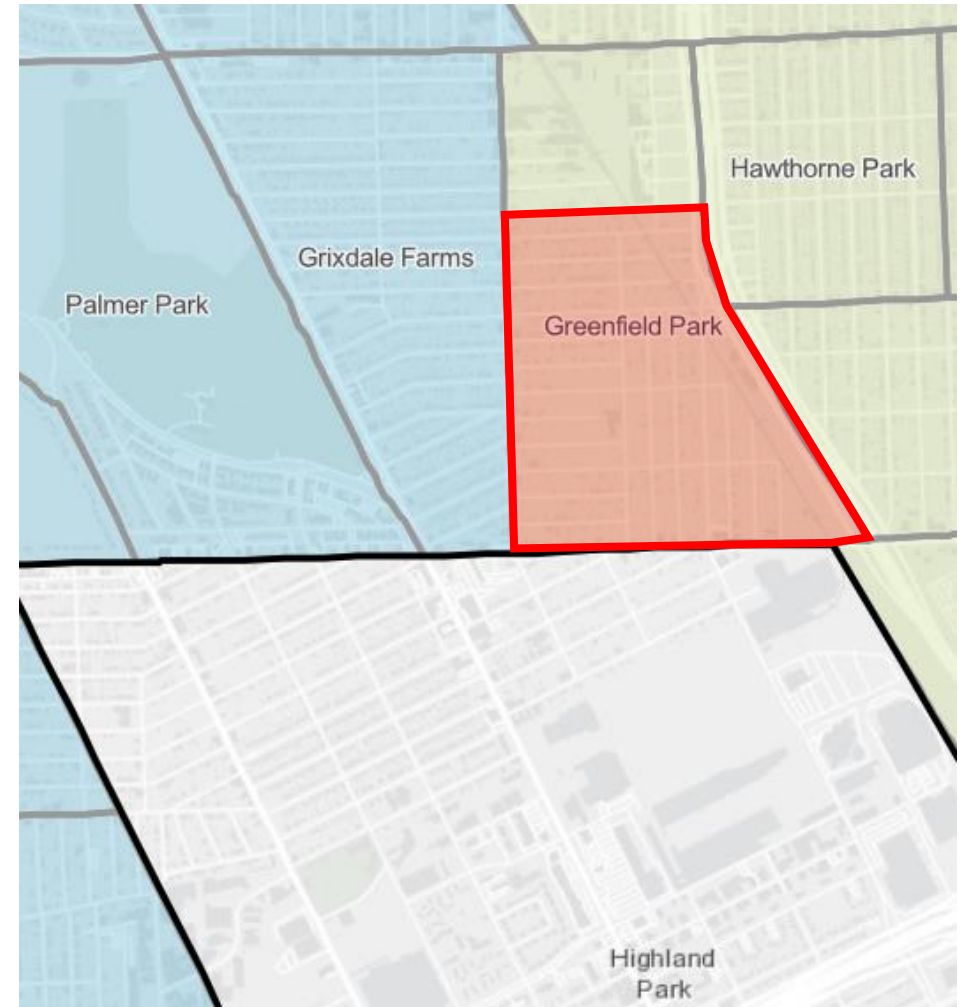 Hawthorne Park
Grixdale Farms
Palmer Park
Greenfield Park
Highland
Park